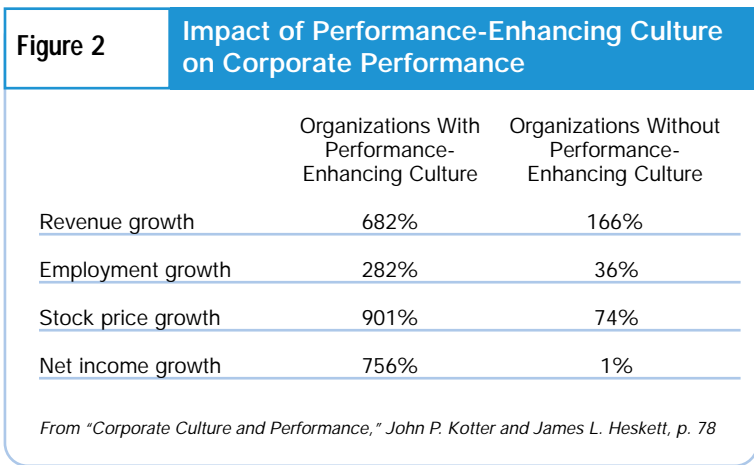 Figure 2
Impact of Performance-Enhancing Culture
on Corporate Performance
Organizations With
Performance-
Enhancing Culture
Organizations Without
Performance-
Enhancing Culture
Revenue growth 682% 166%
Employment growth 282% 36%
Stock price growth 901% 74%
Net income growth 756% 1%
From “Corporate Culture and Performance,” John P. Kotter and James L. Heskett, p. 78